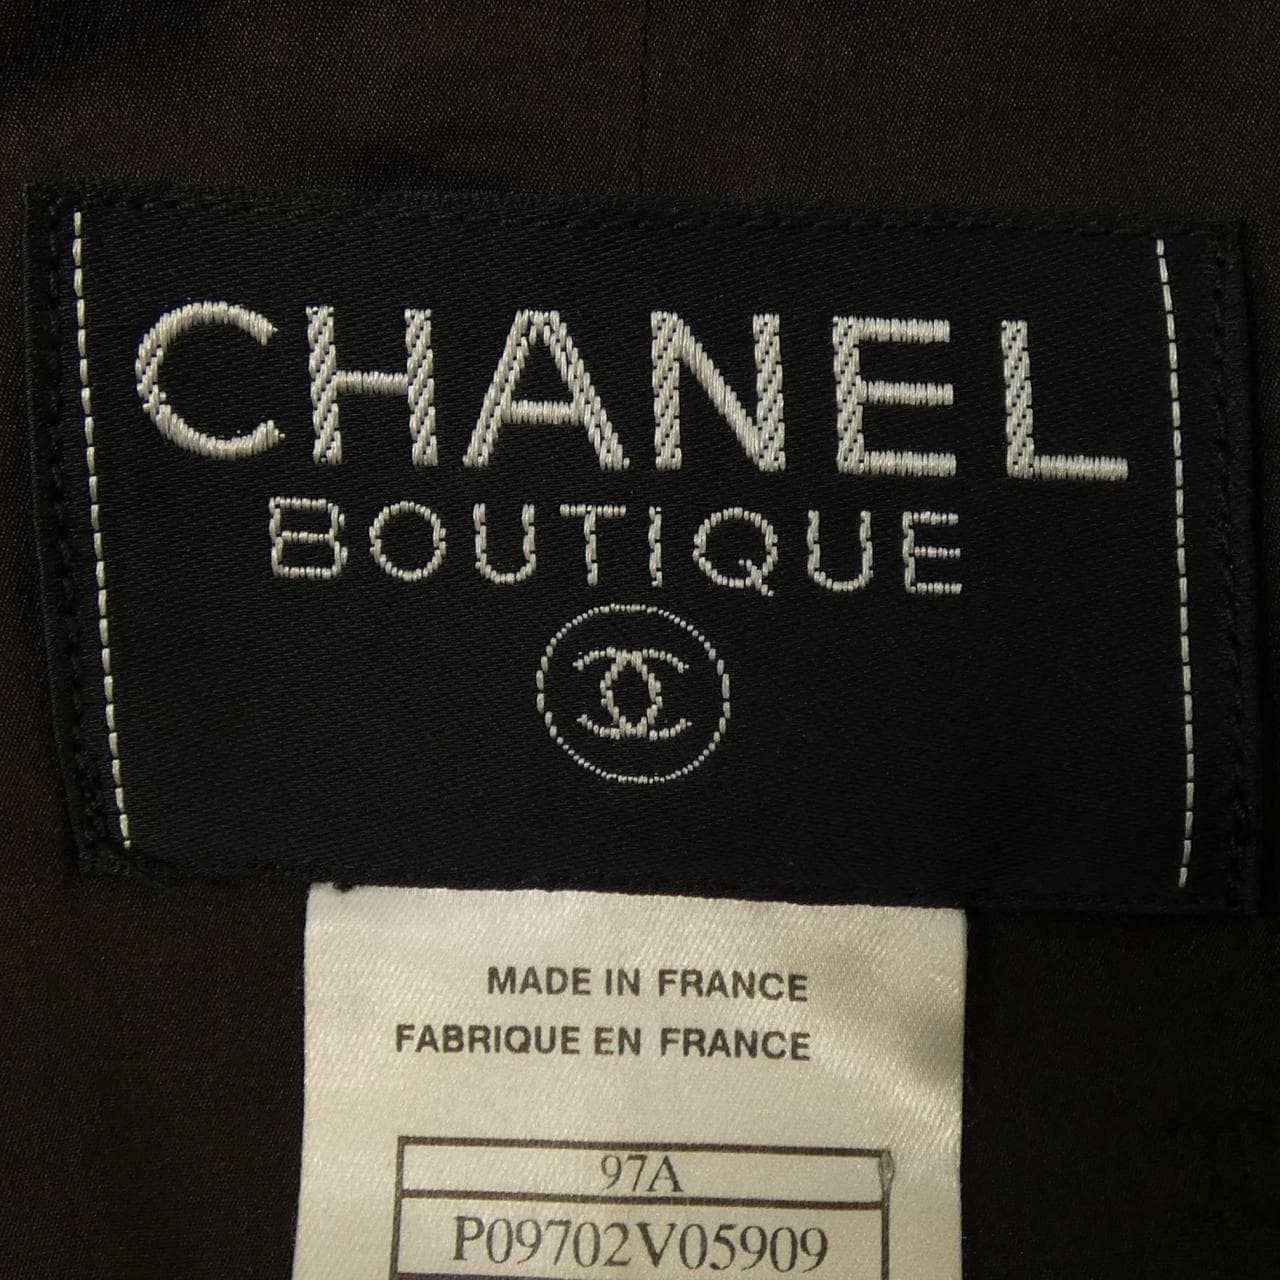 CHANEL
BOUTIQUE
MADE IN FRANCE
FABRIQUE EN FRANCE
97A
P09702V05909